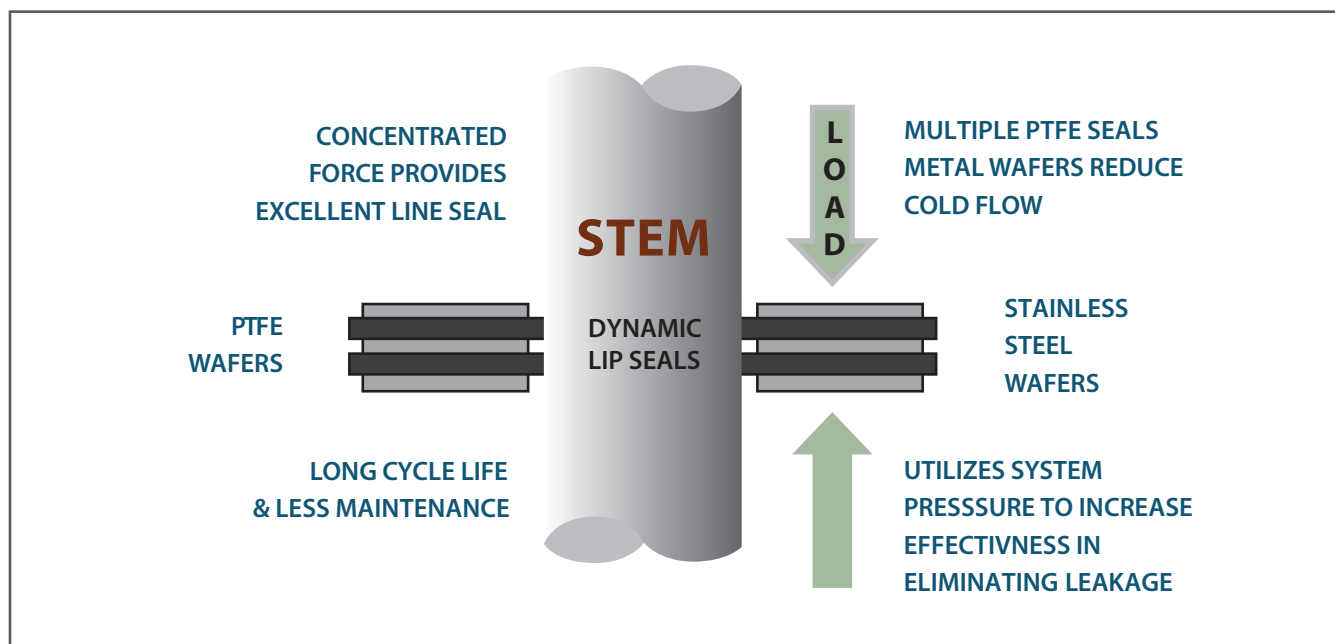 CONCENTRATED
FORCE PROVIDES
EXCELLENT LINE SEAL
STEM
LOAD
MULTIPLE PTFE SEALS
METAL WAFERS REDUCE
COLD FLOW
PTFE
WAFERS
DYNAMIC
LIP SEALS
STAINLESS
STEEL
WAFERS
LONG CYCLE LIFE
& LESS MAINTENANCE
UTILIZES SYSTEM
PRESSSURE TO INCREASE
EFFECTIVNESS IN
ELIMINATING LEAKAGE